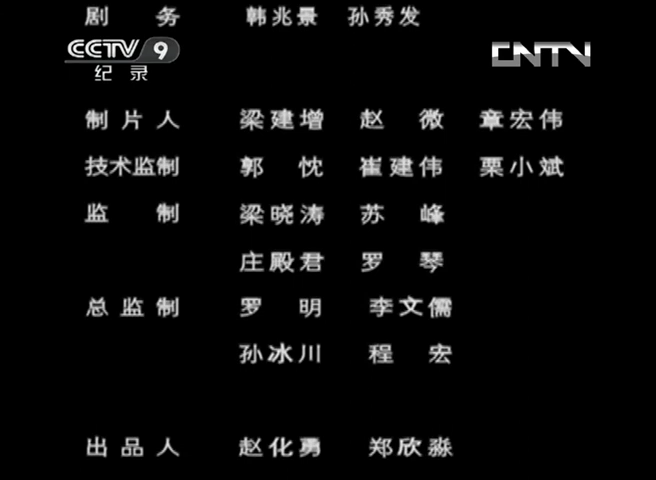 剧 务 韩兆景 孙秀发
CCTV 9
纪 录
CNTV
制片人 梁建增 赵 微 章宏伟
技术监制 郭 忱 崔建伟 栗小斌
监 制 梁晓涛 苏 峰
庄殿君 罗 琴
总监制 罗 明 李文儒
孙冰川 程 宏
出品人 赵化勇 郑欣淼